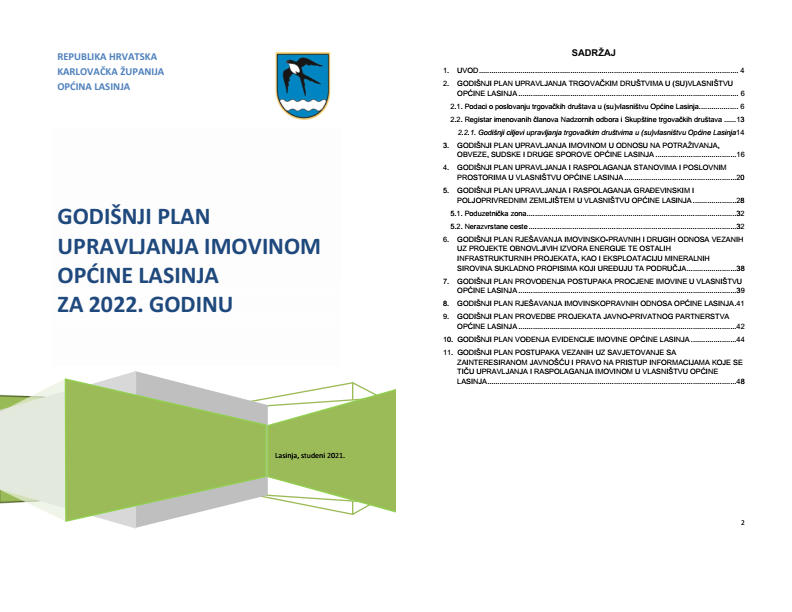 REPUBLIKA HRVATSKA
KARLOVAČKA ŽUPANIJA
OPĆINA LASINJA
GODIŠNJI PLAN
UPRAVLJANJA IMOVINOM
OPĆINE LASINJA
ZA 2022. GODINU
Lasinja, studeni 2021.
SADRŽAJ
1. UVOD ........ 4
2. GODIŠNJI PLAN UPRAVLJANJA TRGOVAČKIM DRUŠTVIMA U (SU)VLASNIŠTVU
OPĆINE LASINJA ........ 6
2.1. Podaci o poslovanju trgovačkih društava u (su)vlasništvu Općine Lasinja ........ 6
2.2. Registar imenovanih članova Nadzornih odbora i Skupštine trgovačkih društava ...... 13
2.2.1. Godišnji ciljevi upravljanja trgovačkim društvima u (su)vlasništvu Općine Lasinja14
3. GODIŠNJI PLAN UPRAVLJANJA IMOVINOM U ODNOSU NA POTRAŽIVANJA,
OBVEZE, SUDSKE I DRUGE SPOROVE OPĆINE LASINJA ........ 16
4. GODIŠNJI PLAN UPRAVLJANJA I RASPOLAGANJA STANOVIMA I POSLOVNIM
PROSTORIMA U VLASNIŠTVU OPĆINE LASINJA ........ 20
5. GODIŠNJI PLAN UPRAVLJANJA I RASPOLAGANJA GRAĐEVINSKIM I
POLJOPRIVREDNIM ZEMLJIŠTEM U VLASNIŠTVU OPĆINE LASINJA ........ 28
5.1. Poduzetnička zona ........ 32
5.2. Nerazvrstane ceste ........ 32
6. GODIŠNJI PLAN RJEŠAVANJA IMOVINSKO-PRAVNIH I DRUGIH ODNOSA VEZANIH
UZ PROJEKTE OBNOVLJIVIH IZVORA ENERGIJE TE OSTALIH
INFRASTRUKTURNIH PROJEKATA, KAO I EKSPLOATACIJU MINERALNIH
SIROVINA SUKLADNO PROPISIMA KOJI UREĐUJU TA PODRUČJA ........ 38
7. GODIŠNJI PLAN PROVOĐENJA POSTUPAKA PROCJENE IMOVINE U VLASNIŠTVU
OPĆINE LASINJA ........ 39
8. GODIŠNJI PLAN RJEŠAVANJA IMOVINSKOPRAVNIH ODNOSA OPĆINE LASINJA.41
9. GODIŠNJI PLAN PROVEDBE PROJEKATA JAVNO-PRIVATNOG PARTNERSTVA
OPĆINE LASINJA ........ 42
10. GODIŠNJI PLAN VOĐENJA EVIDENCIJE IMOVINE OPĆINE LASINJA ........ 44
11. GODIŠNJI PLAN POSTUPAKA VEZANIH UZ SAVJETOVANJE SA
ZAINTERESIRANOM JAVNOŠĆU I PRAVO NA PRISTUP INFORMACIJAMA KOJE SE
TIČU UPRAVLJANJA I RASPOLAGANJA IMOVINOM U VLASNIŠTVU OPĆINE
LASINJA ........ 48
2